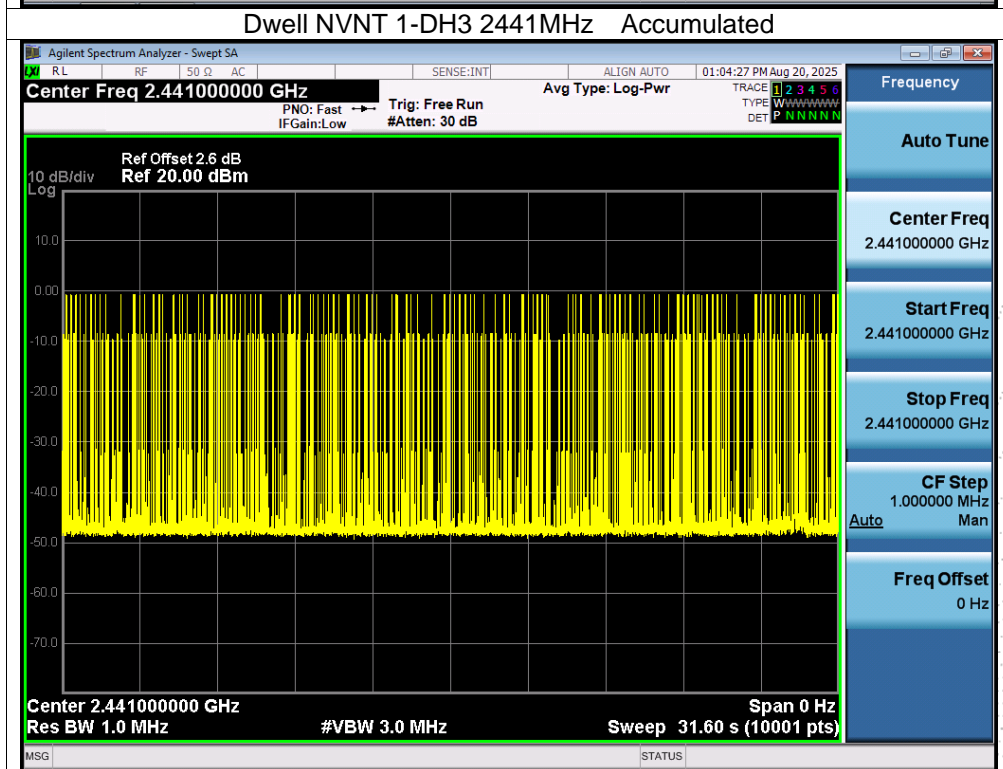 Dwell NVNT 1-DH3 2441MHz Accumulated
Agilent Spectrum Analyzer - Swept SA
LXI RL RF 50 Ω AC SENSE:INT ALIGN AUTO 01:04:27 PM Aug 20, 2025
Center Freq 2.441000000 GHz
PNO: Fast
IFGain:Low
Trig: Free Run
#Atten: 30 dB
Avg Type: Log-Pwr
TRACE 1 2 3 4 5 6
TYPE WWWWWWW
DET P N N N N N
Frequency
Auto Tune
Center Freq
2.441000000 GHz
Start Freq
2.441000000 GHz
Stop Freq
2.441000000 GHz
CF Step
1.000000 MHz
Auto Man
Freq Offset
0 Hz
Ref Offset 2.6 dB
10 dB/div Ref 20.00 dBm
Log
10.0
0.00
-10.0
-20.0
-30.0
-40.0
-50.0
-60.0
-70.0
Center 2.441000000 GHz Span 0 Hz
Res BW 1.0 MHz #VBW 3.0 MHz Sweep 31.60 s (10001 pts)
MSG STATUS